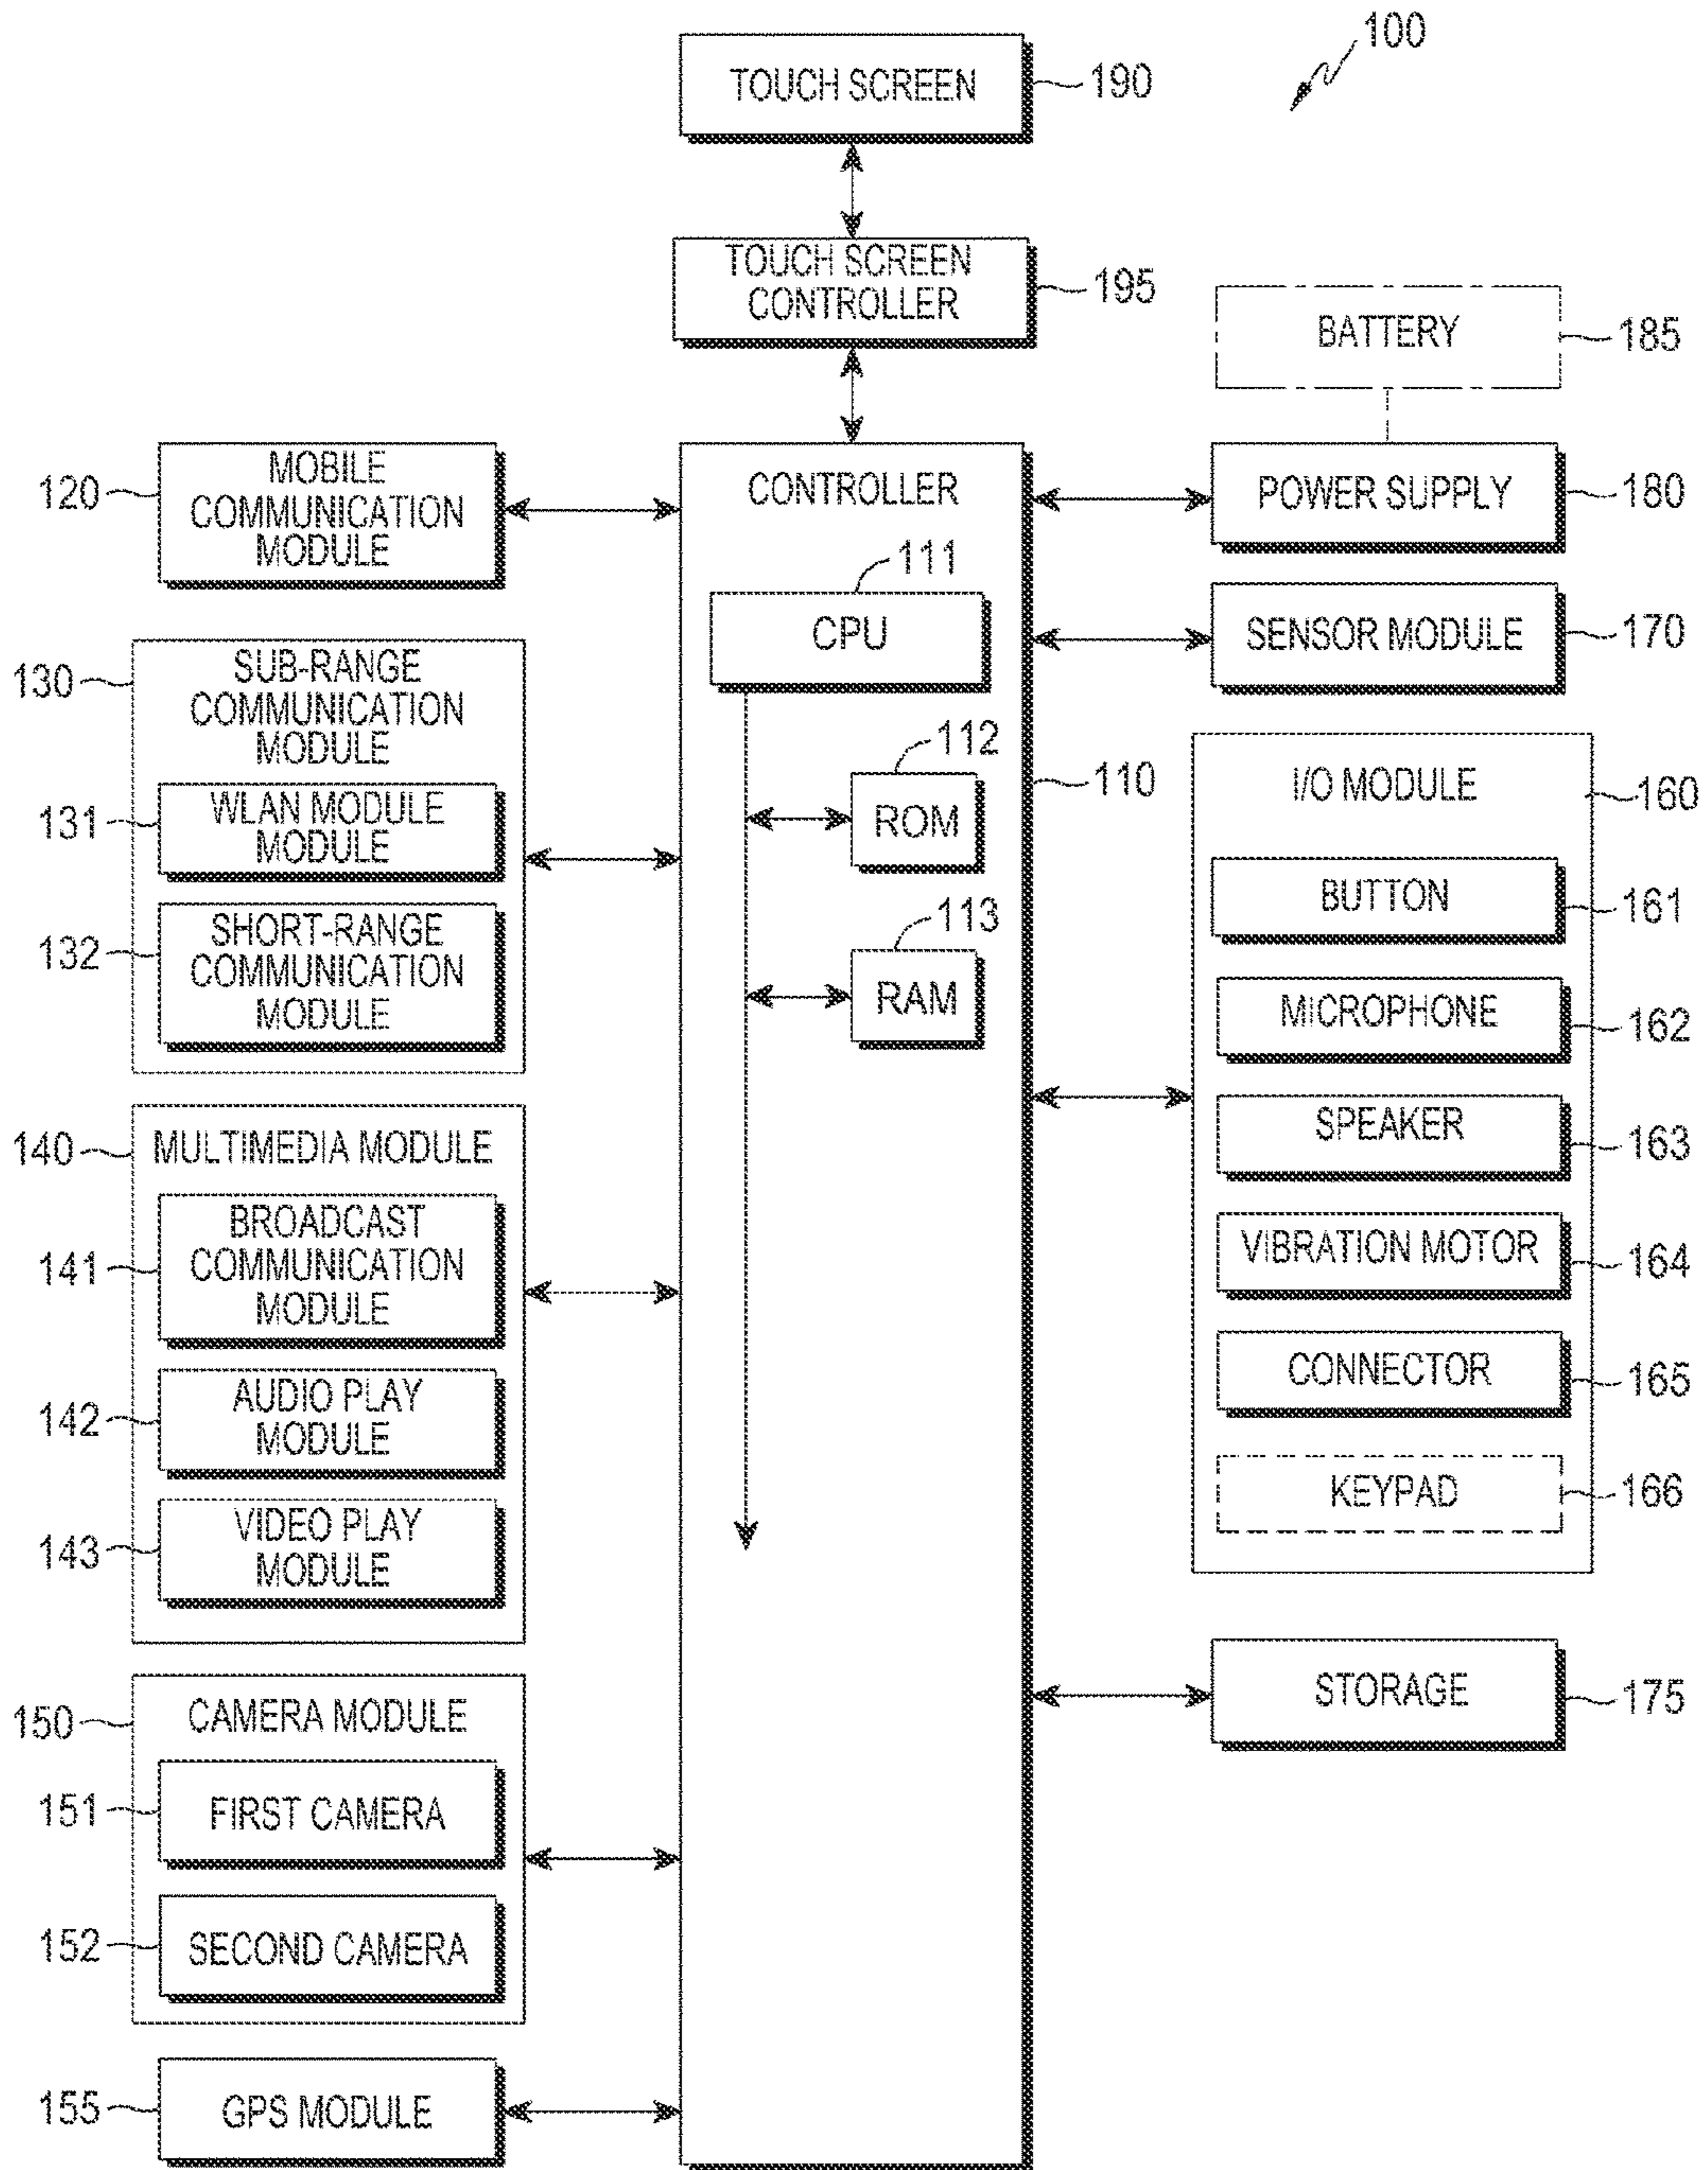 100
TOUCH SCREEN
190
TOUCH SCREEN
CONTROLLER
195
BATTERY
185
120
MOBILE
COMMUNICATION
MODULE
CONTROLLER
POWER SUPPLY
180
111
CPU
SENSOR MODULE
170
130
SUB-RANGE
COMMUNICATION
MODULE
131
WLAN MODULE
MODULE
132
SHORT-RANGE
COMMUNICATION
MODULE
112
ROM
113
RAM
110
I/O MODULE
160
BUTTON
161
MICROPHONE
162
SPEAKER
163
VIBRATION MOTOR
164
CONNECTOR
165
KEYPAD
166
140
MULTIMEDIA MODULE
141
BROADCAST
COMMUNICATION
MODULE
142
AUDIO PLAY
MODULE
143
VIDEO PLAY
MODULE
STORAGE
175
150
CAMERA MODULE
151
FIRST CAMERA
152
SECOND CAMERA
155
GPS MODULE